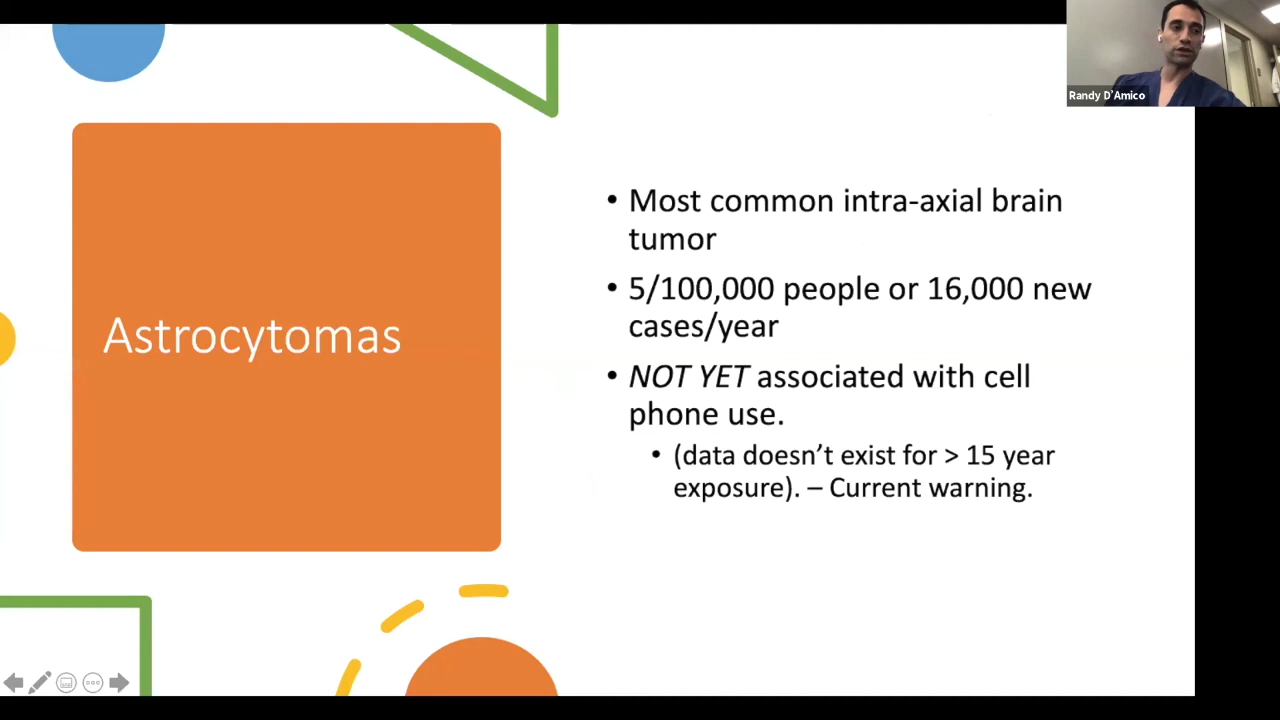 Randy D'Amico
Astrocytomas
• Most common intra-axial brain
tumor
• 5/100,000 people or 16,000 new
cases/year
• NOT YET associated with cell
phone use.
• (data doesn't exist for > 15 year
exposure). – Current warning.